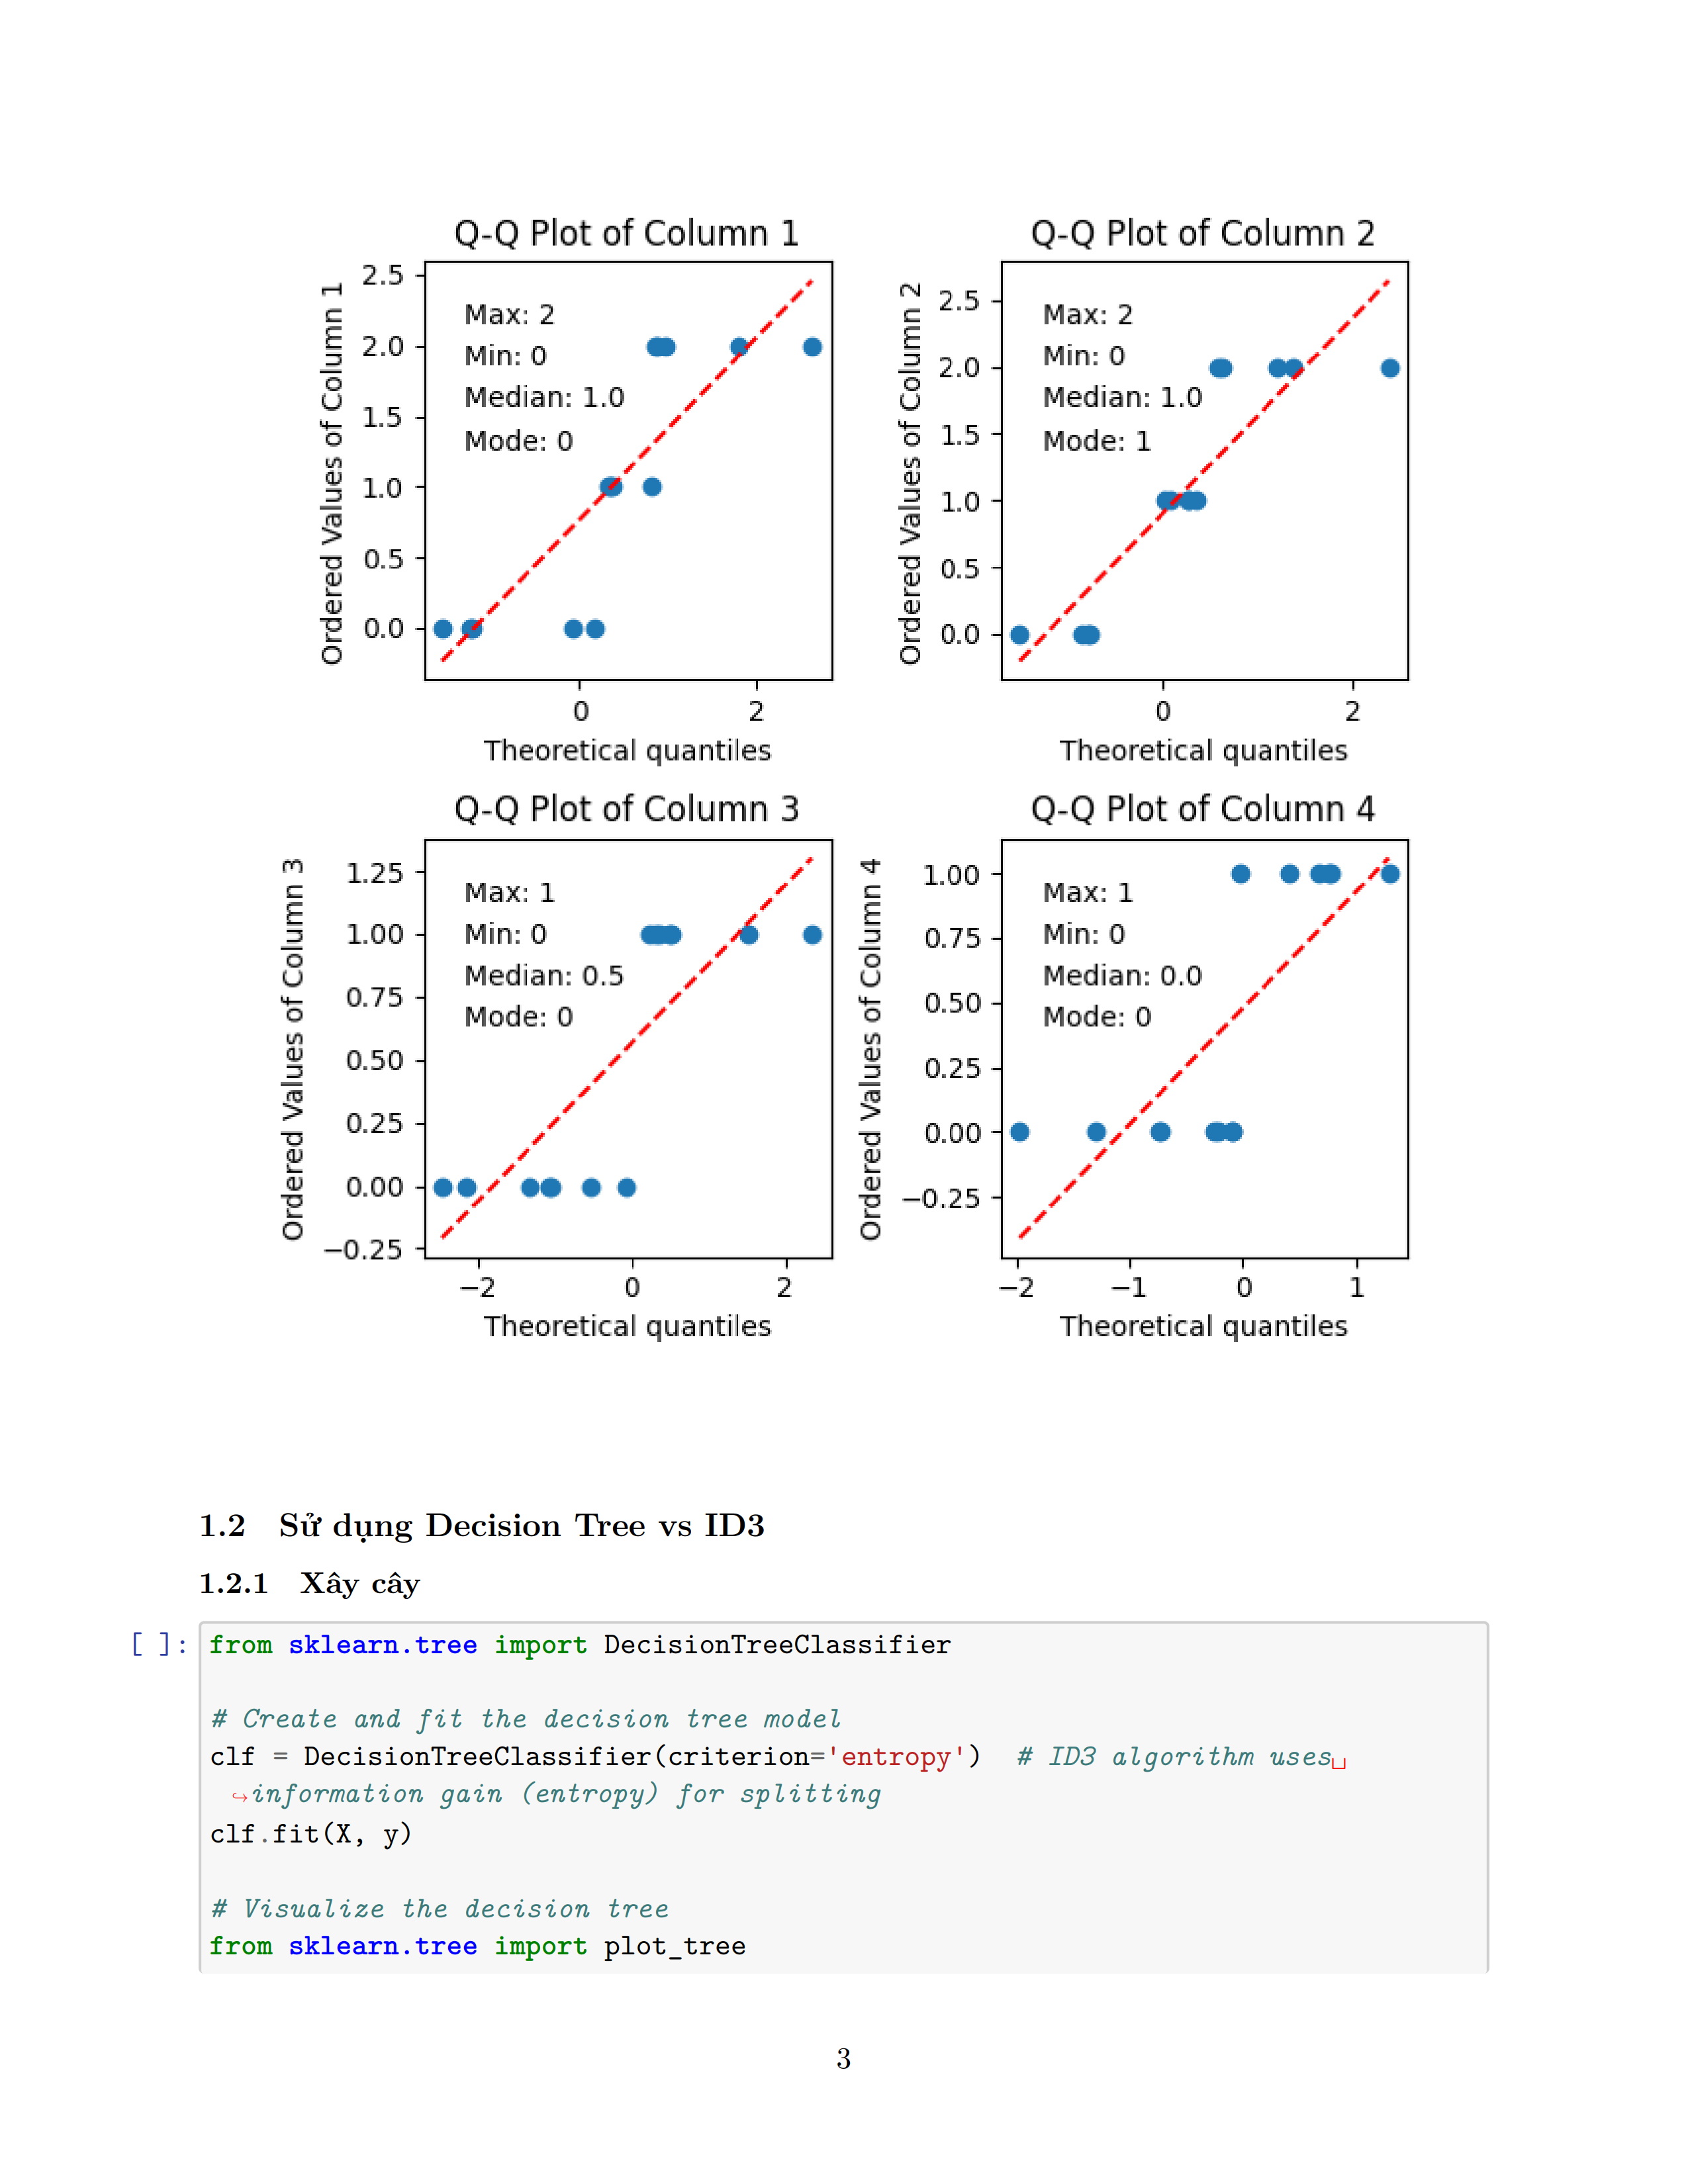 Q-Q Plot of Column 1
Ordered Values of Column 1
2.5
2.0
1.5
1.0
0.5
0.0
Max: 2
Min: 0
Median: 1.0
Mode: 0
0 2
Theoretical quantiles
Q-Q Plot of Column 2
Ordered Values of Column 2
2.5
2.0
1.5
1.0
0.5
0.0
Max: 2
Min: 0
Median: 1.0
Mode: 1
0 2
Theoretical quantiles
Q-Q Plot of Column 3
Ordered Values of Column 3
1.25
1.00
0.75
0.50
0.25
0.00
−0.25
Max: 1
Min: 0
Median: 0.5
Mode: 0
−2 0 2
Theoretical quantiles
Q-Q Plot of Column 4
Ordered Values of Column 4
1.00
0.75
0.50
0.25
0.00
−0.25
Max: 1
Min: 0
Median: 0.0
Mode: 0
−2 −1 0 1
Theoretical quantiles
1.2 Sử dụng Decision Tree vs ID3
1.2.1 Xây cây
[ ]: from sklearn.tree import DecisionTreeClassifier
# Create and fit the decision tree model
clf = DecisionTreeClassifier(criterion='entropy') # ID3 algorithm uses␣
↪information gain (entropy) for splitting
clf.fit(X, y)
# Visualize the decision tree
from sklearn.tree import plot_tree
3